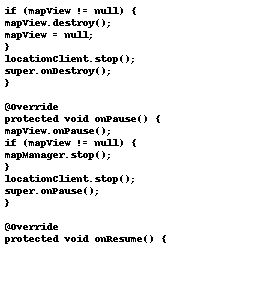 if (mapView != null) {
mapView.destroy();
mapView = null;
}
locationClient.stop();
super.onDestroy();
}
@Override
protected void onPause() {
mapView.onPause();
if (mapView != null) {
mapManager.stop();
}
locationClient.stop();
super.onPause();
}
@Override
protected void onResume() {